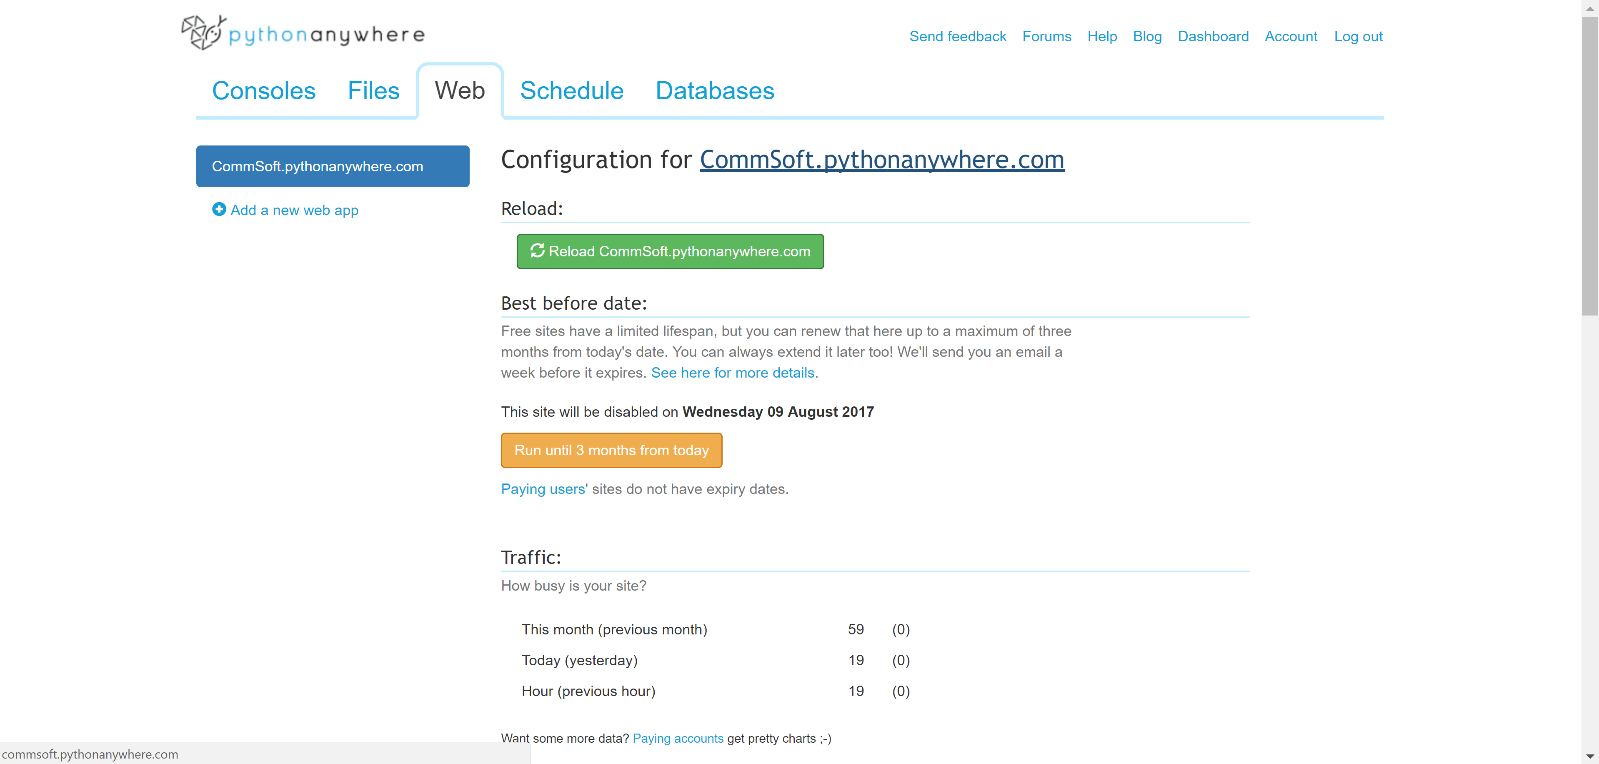 pythonanywhere
Send feedback Forums Help Blog Dashboard Account Log out
Consoles Files Web Schedule Databases
CommSoft.pythonanywhere.com
Add a new web app
Configuration for CommSoft.pythonanywhere.com
Reload:
Reload CommSoft.pythonanywhere.com
Best before date:
Free sites have a limited lifespan, but you can renew that here up to a maximum of three
months from today's date. You can always extend it later too! We'll send you an email a
week before it expires. See here for more details.
This site will be disabled on Wednesday 09 August 2017
Run until 3 months from today
Paying users' sites do not have expiry dates.
Traffic:
How busy is your site?
This month (previous month) 59 (0)
Today (yesterday) 19 (0)
Hour (previous hour) 19 (0)
Want some more data? Paying accounts get pretty charts ;-)
commsoft.pythonanywhere.com